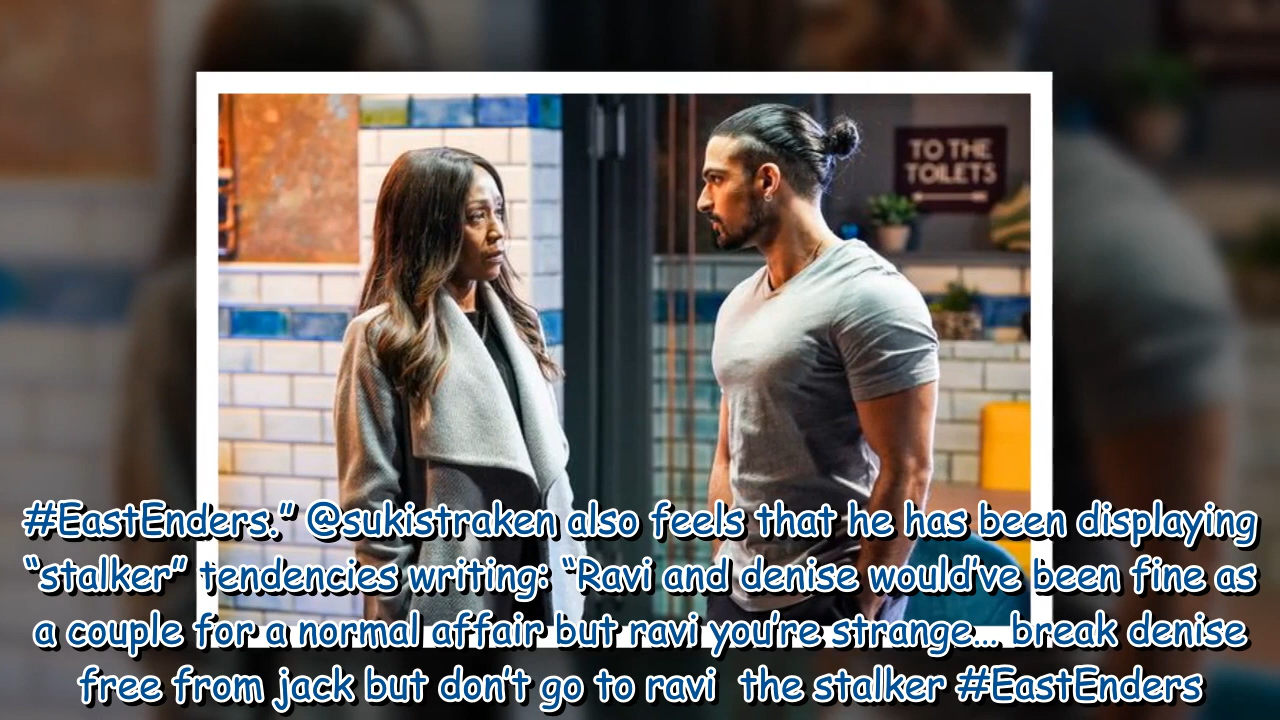 TO THE
TOILETS
#EastEnders.” @sukistraken also feels that he has been displaying
“stalker” tendencies writing: “Ravi and denise would’ve been fine as
a couple for a normal affair but ravi you’re strange... break denise
free from jack but don’t go to ravi  the stalker #EastEnders